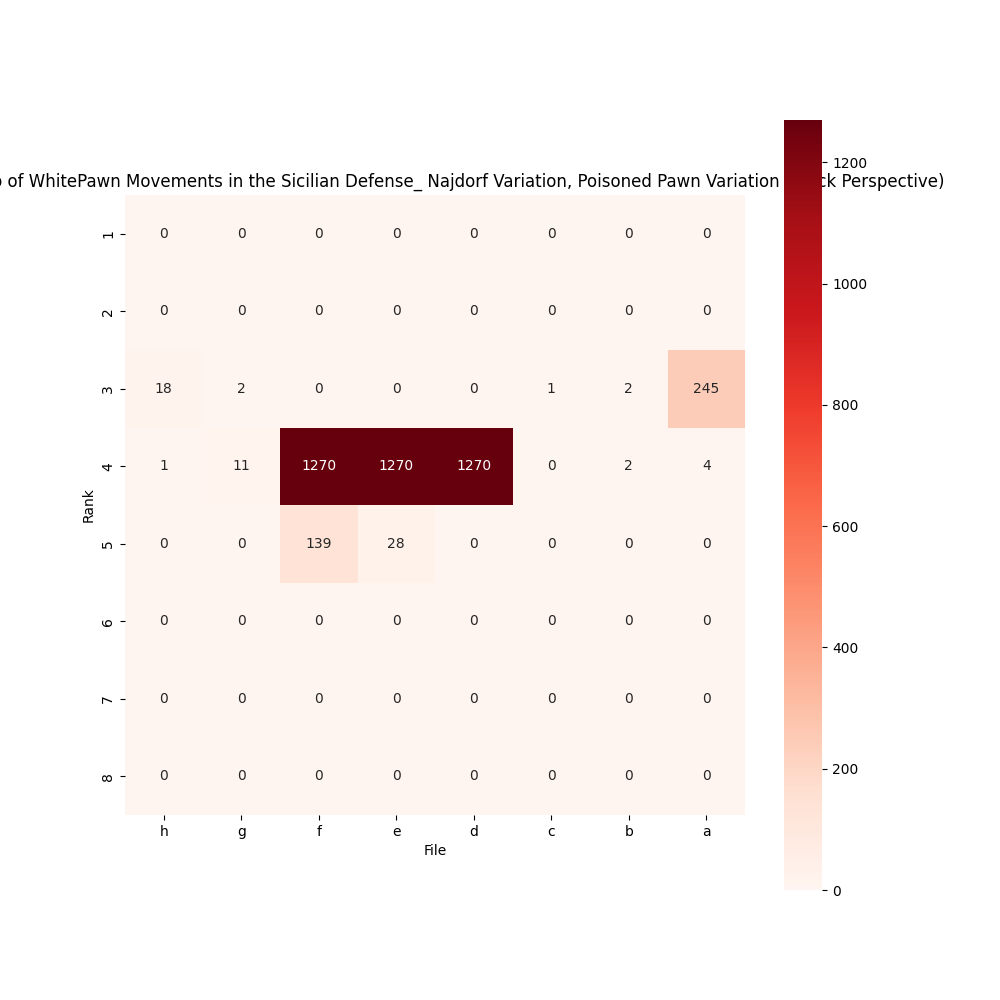 of WhitePawn Movements in the Sicilian Defense_ Najdorf Variation, Poisoned Pawn Variation Perspective)
1200
1 0 0 0 0 0 0 0 0
1000
2 0 0 0 0 0 0 0 0
3 18 2 0 0 0 1 2 245
800
4 1 11 1270 1270 1270 0 2 4
Rank
600
5 0 0 139 28 0 0 0 0
6 0 0 0 0 0 0 0 0
400
7 0 0 0 0 0 0 0 0
200
8 0 0 0 0 0 0 0 0
h g f e d c b a
File
0